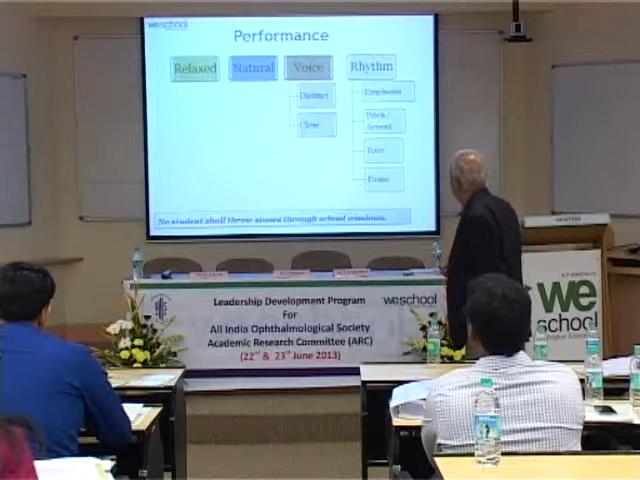 weschool
Performance
Relaxed
Natural
Voice
Rhythm
Distinct
Emphasis
Clear
Pitch /
Accent
Rate
Pause
No student shall throw stones through school windows.
Leadership Development Program
For
All India Ophthalmological Society
Academic Research Committee (ARC)
(22nd & 23rd June 2013)
weschool
we
school